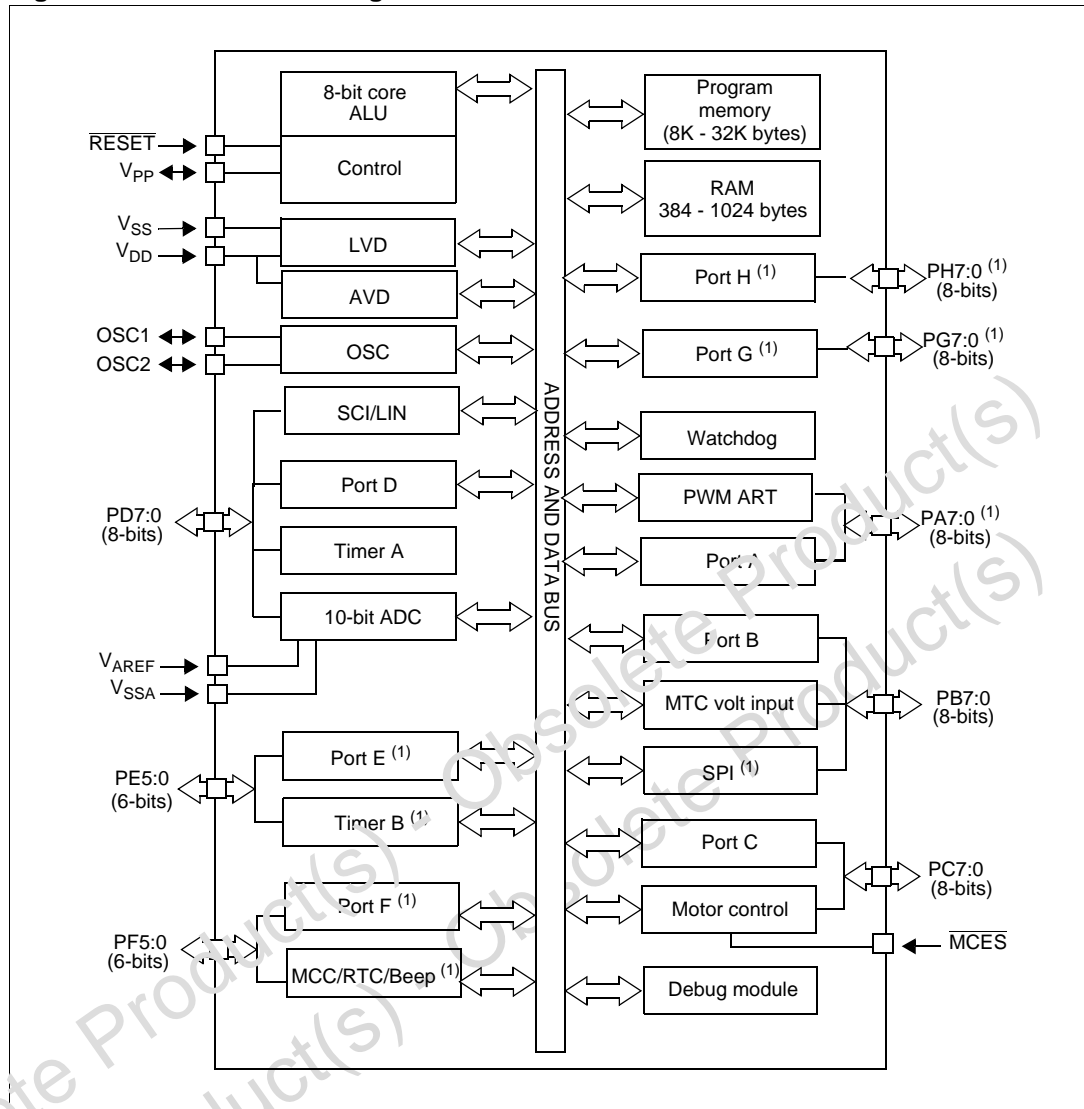 8-bit core
ALU
Control
RESET
VPP
VSS
VDD
LVD
AVD
OSC1
OSC2
OSC
SCI/LIN
Port D
PD7:0
(8-bits)
Timer A
10-bit ADC
VAREF
VSSA
Port E (1)
PE5:0
(6-bits)
Timer B (1)
Port F (1)
PF5:0
(6-bits)
MCC/RTC/Beep (1)
ADDRESS AND DATA BUS
Program
memory
(8K - 32K bytes)
RAM
384 - 1024 bytes
Port H (1)
PH7:0 (1)
(8-bits)
Port G (1)
PG7:0 (1)
(8-bits)
Watchdog
PWM ART
PA7:0 (1)
(8-bits)
Port A
Port B
MTC volt input
PB7:0
(8-bits)
SPI (1)
Port C
PC7:0
(8-bits)
Motor control
MCES
Debug module
Product(s) - Obsolete Product(s)
Product(s) - Obsolete Product(s)